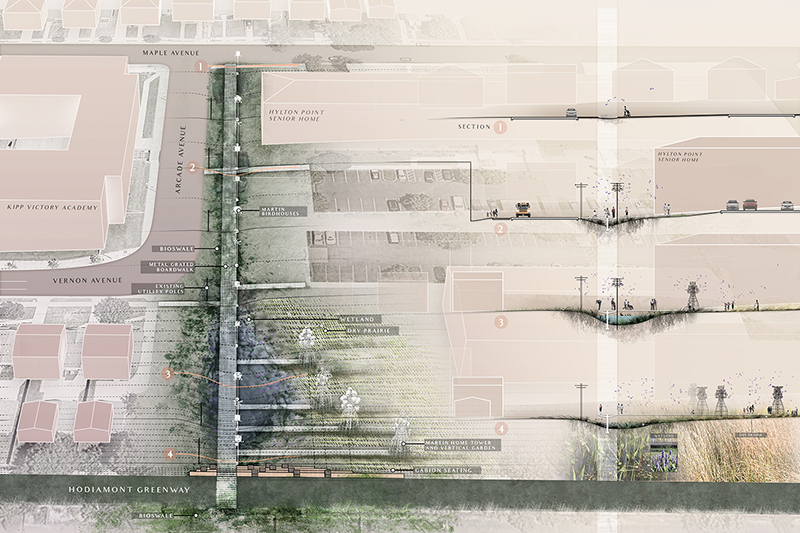 MAPLE AVENUE
1
HYLTON POINT
SENIOR HOME
SECTION 1
ARCADE AVENUE
HYLTON POINT
SENIOR HOME
2
KIPP VICTORY ACADEMY
MARTIN
BIRDHOUSES
2
BIOSWALE
METAL GRATED
BOARDWALK
VERNON AVENUE
EXISTING
UTILITY POLES
WETLAND
DRY PRAIRIE
3
3
4
MARTIN HOME TOWER
AND VERTICAL GARDEN
4
GABION SEATING
HODIAMONT GREENWAY
BIOSWALE